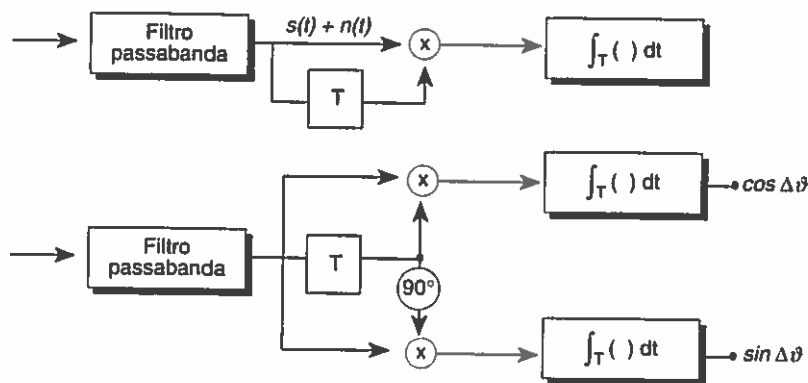 Filtro
passabanda
s(t) + n(t)
x
∫T ( ) dt
T
x
∫T ( ) dt
cos Δϑ
Filtro
passabanda
T
90°
x
∫T ( ) dt
sin Δϑ